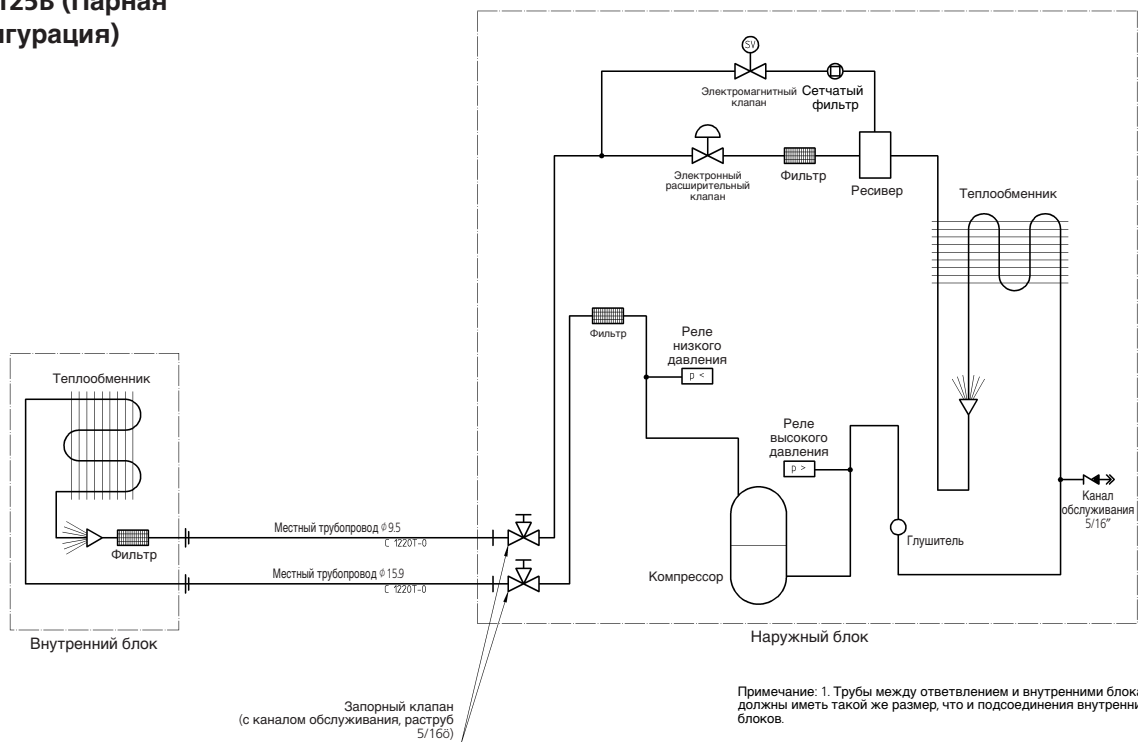 125Б (Парная
игурация)
SV
Электромагнитный
клапан
Сетчатый
фильтр
Электронный
расширительный
клапан
Фильтр
Ресивер
Теплообменник
Фильтр
Реле
низкого
давления
p <
Теплообменник
Реле
высокого
давления
p >
Канал
обслуживания
5/16"
Глушитель
Местный трубопровод ϕ9.5
C 1220T-0
Фильтр
Местный трубопровод ϕ15.9
C 1220T-0
Компрессор
Внутренний блок
Наружный блок
Запорный клапан
(с каналом обслуживания, раструб
5/16ö)
Примечание: 1. Трубы между ответвлением и внутренними блока
должны иметь такой же размер, что и подсоединения внутренни
блоков.